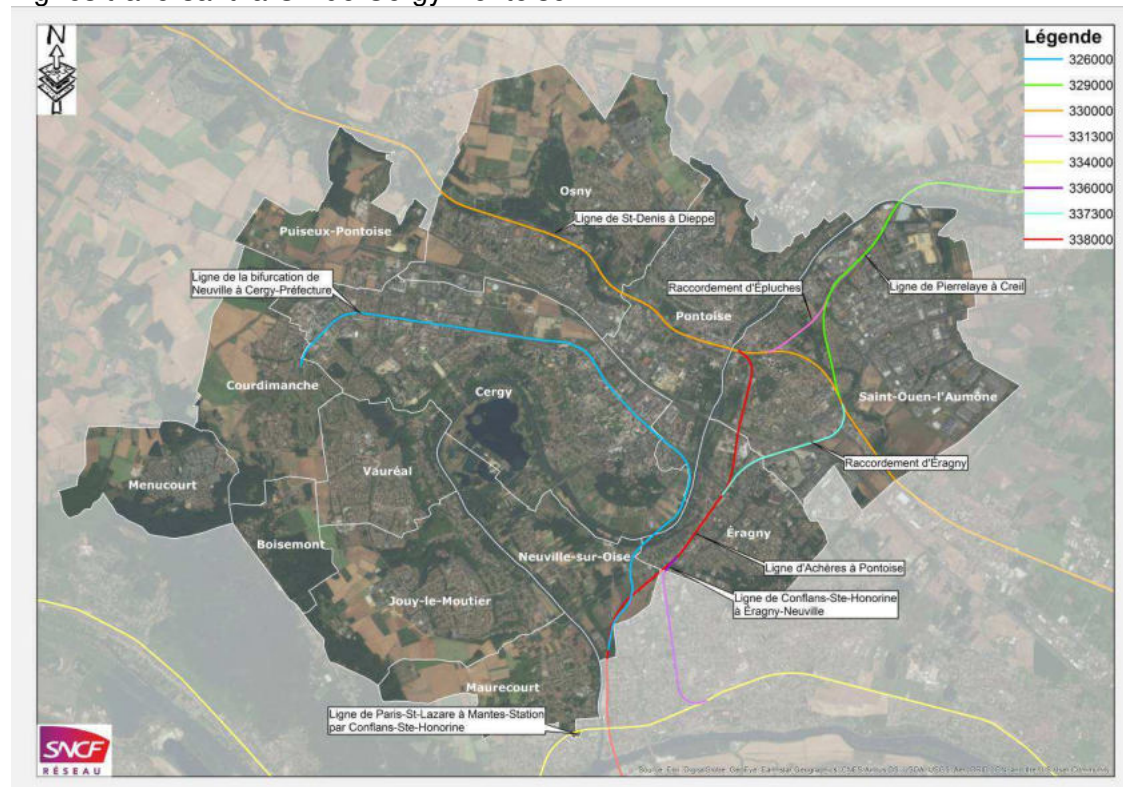 N
Légende
326000
329000
330000
331300
334000
336000
337300
338000
Osny
Ligne de St-Denis à Dieppe
Puiseux-Pontoise
Ligne de la bifurcation de
Neuville à Cergy-Préfecture
Raccordement d'Épluches
Ligne de Pierrelaye à Creil
Pontoise
Courdimanche
Cergy
Saint-Ouen-l'Aumône
Vauréal
Raccordement d'Éragny
Menucourt
Éragny
Boisemont
Neuville-sur-Oise
Ligne d'Achères à Pontoise
Jouy-le-Moutier
Ligne de Conflans-Ste-Honorine
à Éragny-Neuville
Maurecourt
Ligne de Paris-St-Lazare à Mantes-Station
par Conflans-Ste-Honorine
SNCF
RÉSEAU